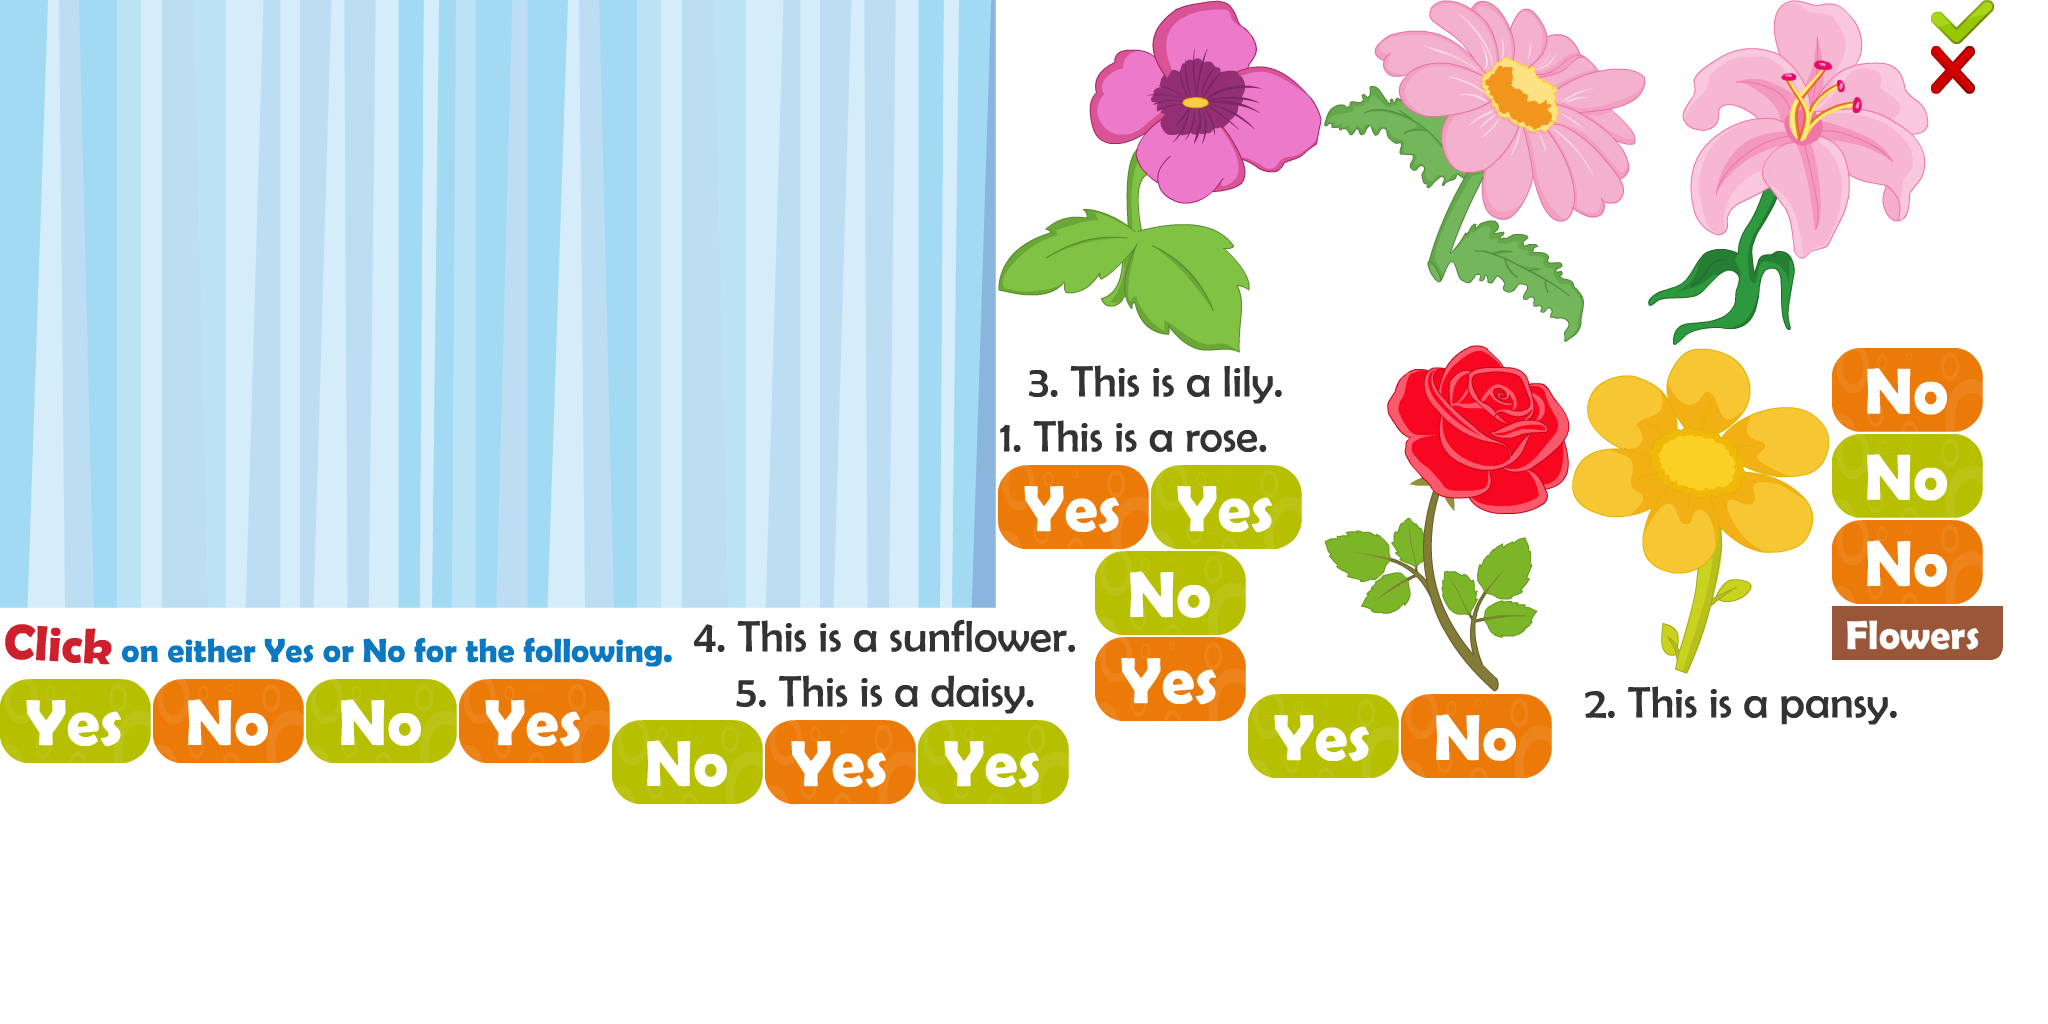 3. This is a lily.
1. This is a rose.
Yes Yes
No
Yes
No
No
No
Flowers
Click on either Yes or No for the following.
4. This is a sunflower.
5. This is a daisy.
2. This is a pansy.
Yes No No Yes
No Yes Yes
Yes No